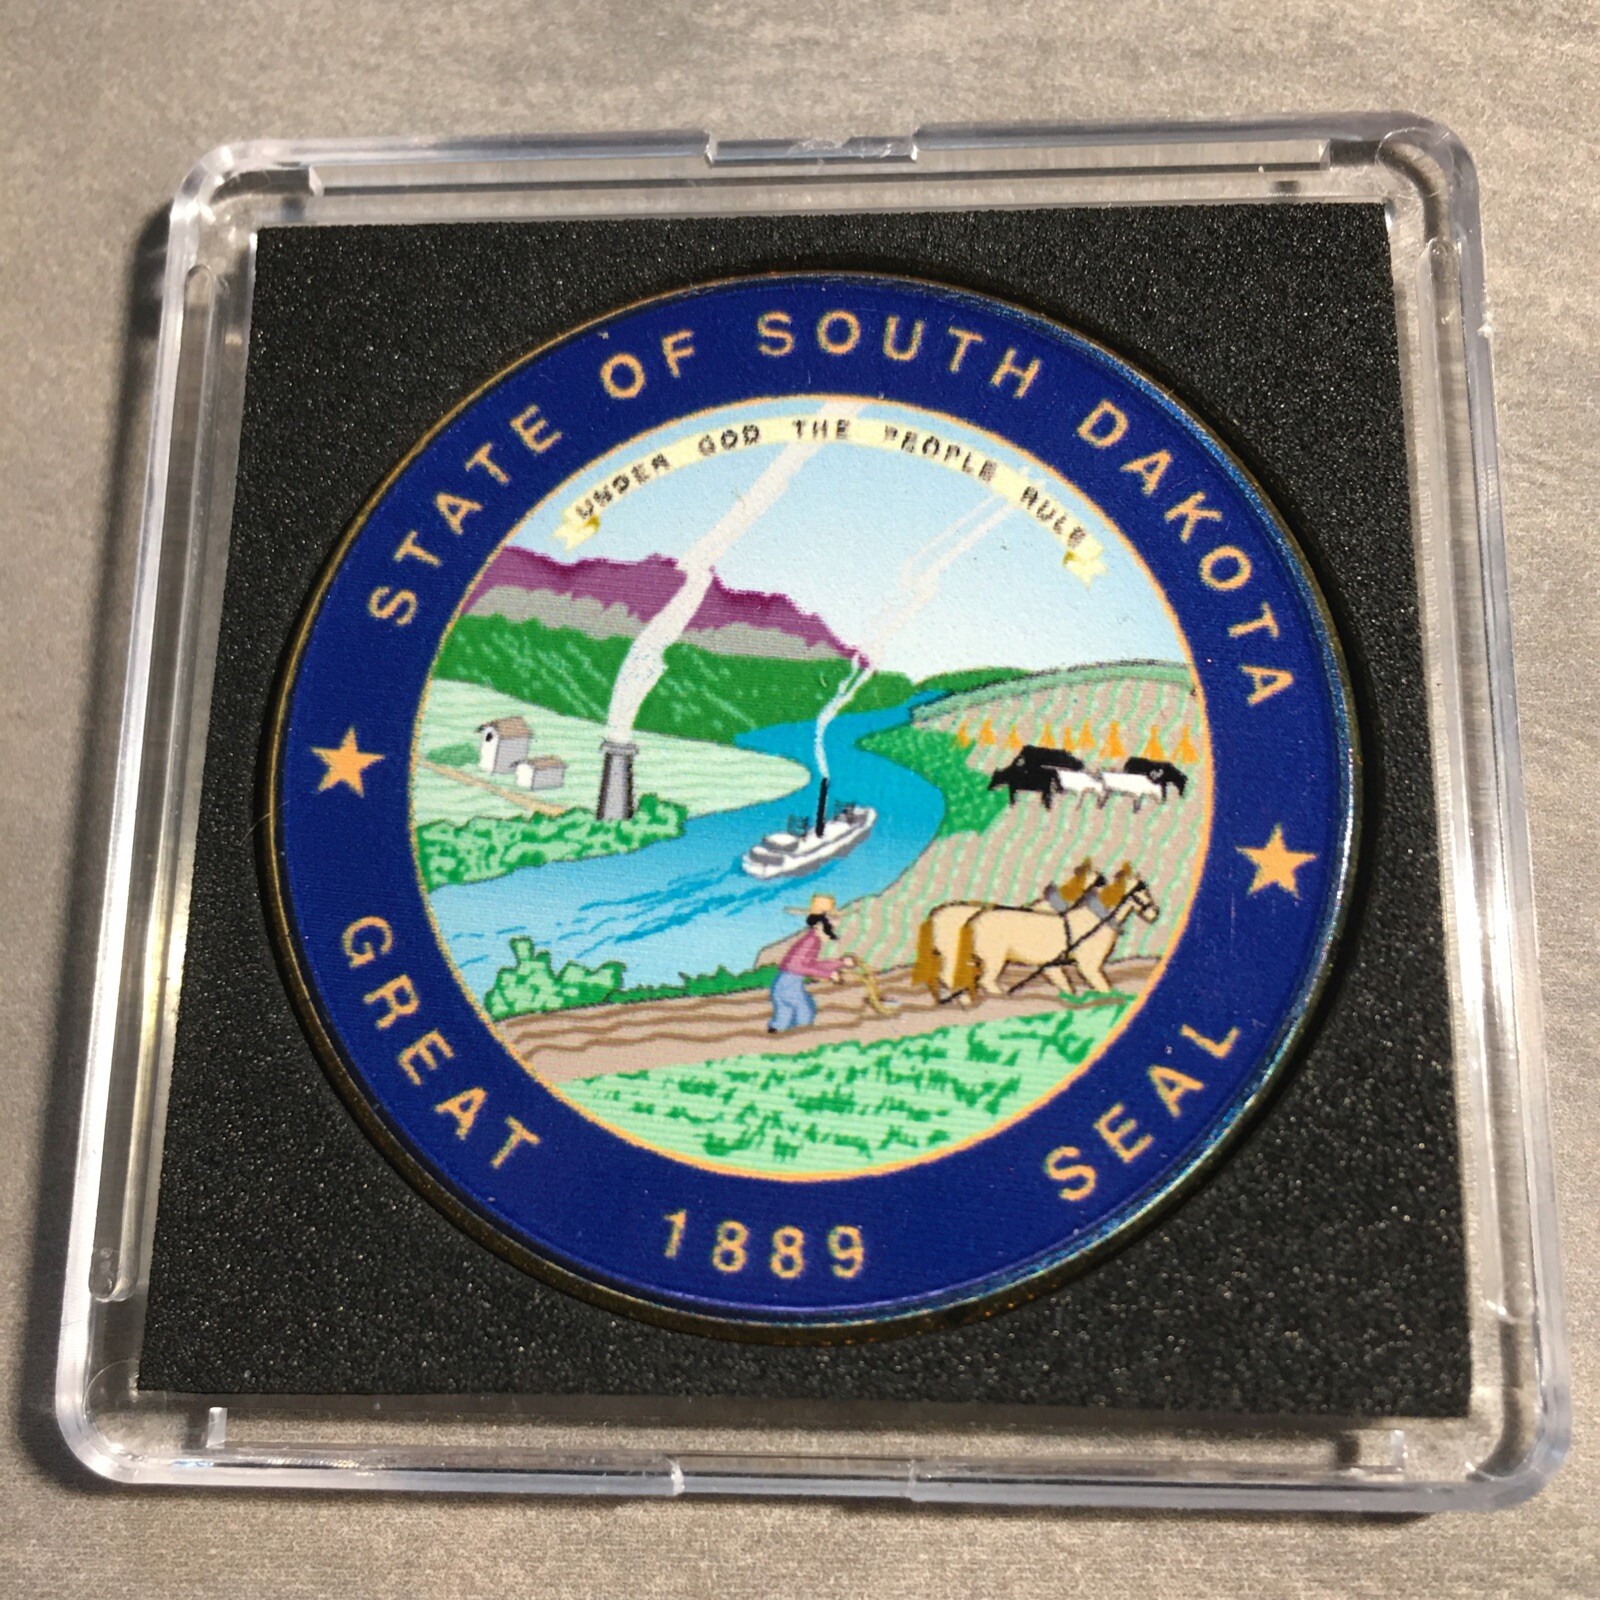 STATE OF SOUTH DAKOTA
UNDER GOD THE PEOPLE RULE
GREAT SEAL
1889